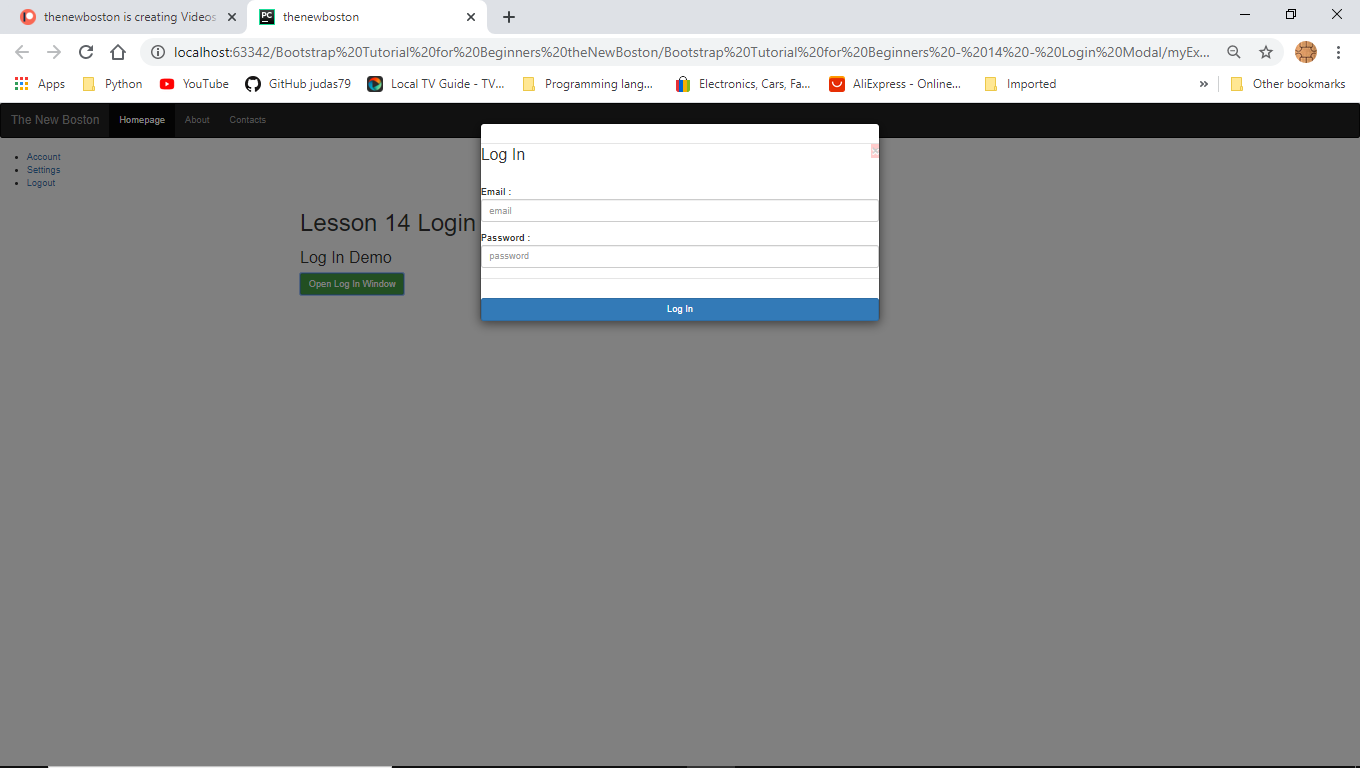 thenewboston is creating Videos
thenewboston
localhost:63342/Bootstrap%20Tutorial%20for%20Beginners%20theNewBoston/Bootstrap%20Tutorial%20for%20Beginners%20-%2014%20-%20Login%20Modal/myEx...
Apps
Python
YouTube
GitHub judas79
Local TV Guide - TV...
Programming lang...
Electronics, Cars, Fa...
AliExpress - Online...
Imported
»
Other bookmarks
The New Boston
Homepage
About
Contacts
Account
Settings
Logout
Lesson 14 Login
Log In Demo
Open Log In Window
Log In
Email :
email
Password :
password
Log In